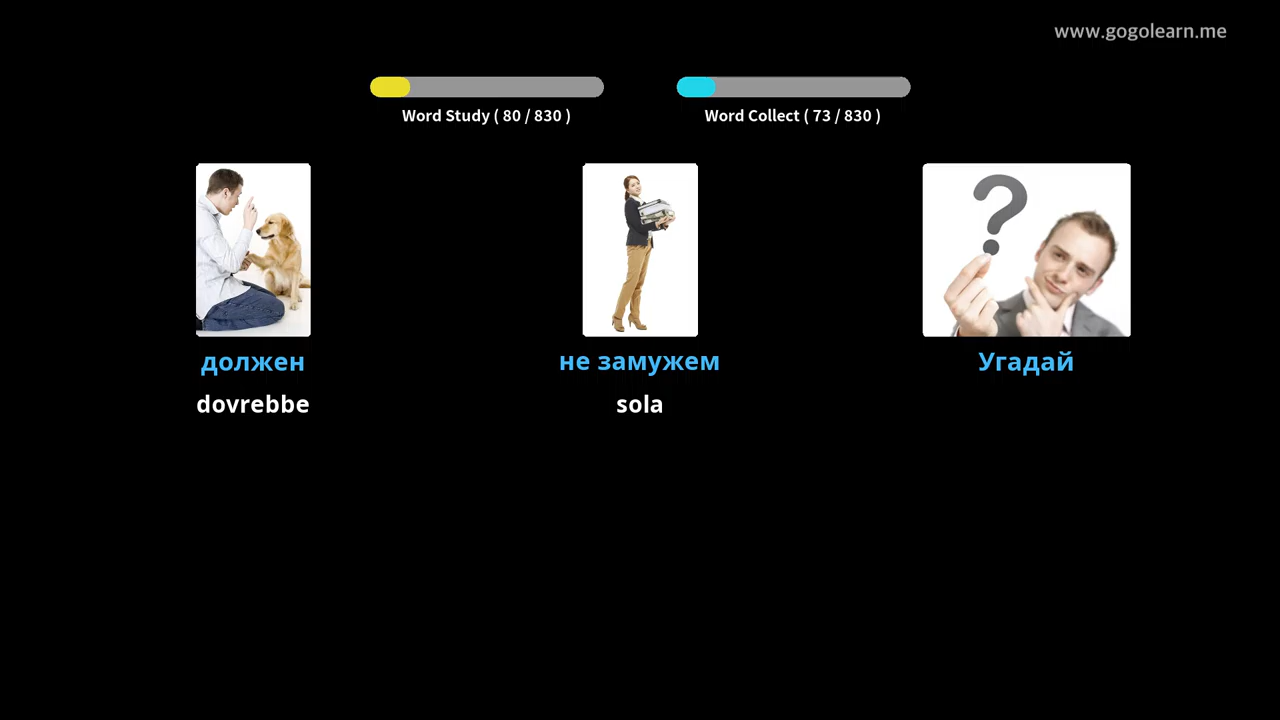 www.gogolearn.me
Word Study ( 80 / 830 )
Word Collect ( 73 / 830 )
должен
не замужем
Угадай
dovrebbe
sola